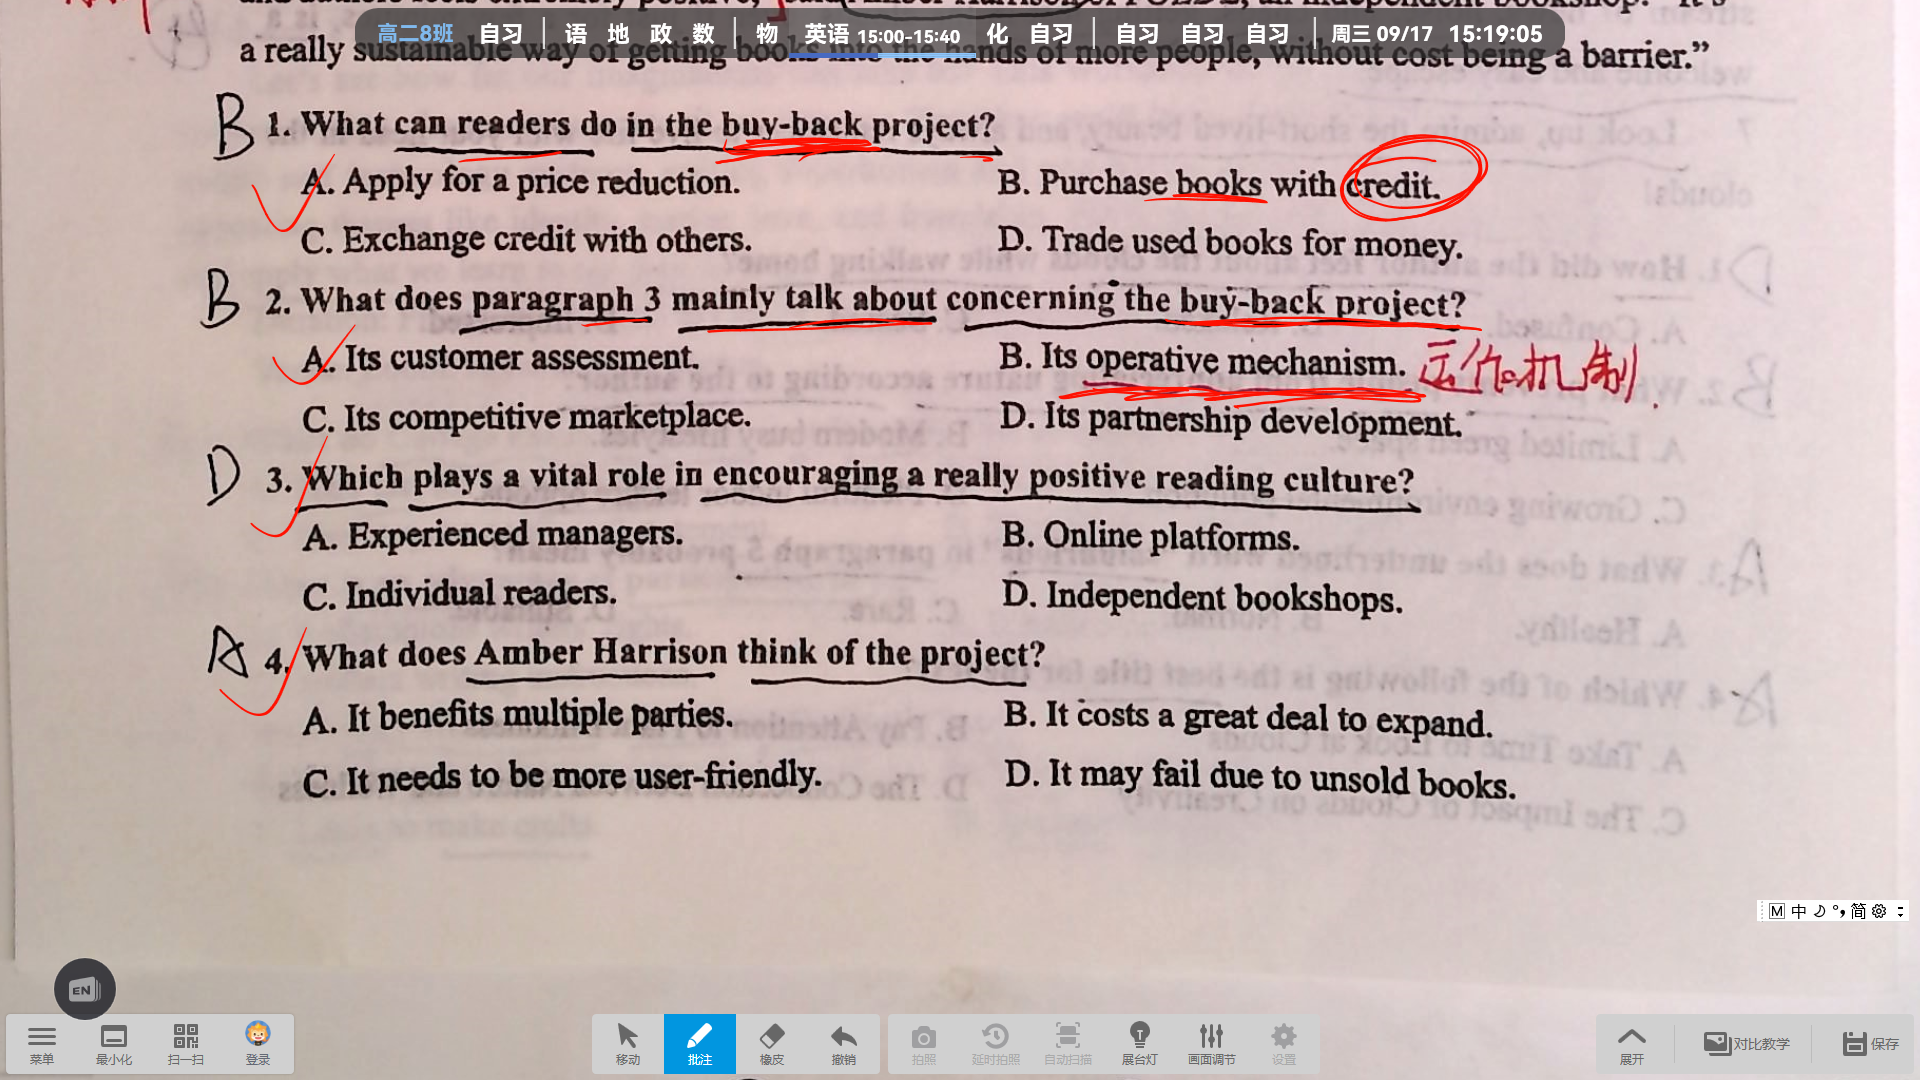 高二8班 自习 语 地 政 数 物 英语 15:00-15:40 化 自习 自习 自习 自习 周三 09/17 15:19:05
a really sustainable way of getting books into the hands of more people, without cost being a barrier.”
B 1. What can readers do in the buy-back project?
A. Apply for a price reduction. B. Purchase books with credit.
C. Exchange credit with others. D. Trade used books for money.
B 2. What does paragraph 3 mainly talk about concerning the buy-back project?
A. Its customer assessment. B. Its operative mechanism. 运作机制
C. Its competitive marketplace. D. Its partnership development.
D 3. Which plays a vital role in encouraging a really positive reading culture?
A. Experienced managers. B. Online platforms.
C. Individual readers. D. Independent bookshops.
A 4. What does Amber Harrison think of the project?
A. It benefits multiple parties. B. It costs a great deal to expand.
C. It needs to be more user-friendly. D. It may fail due to unsold books.
M 中 简
EN
菜单 最小化 扫一扫 登录 移动 批注 橡皮 撤销 拍照 延时拍照 自动扫描 展台灯 画面调节 设置 展开 对比教学 保存